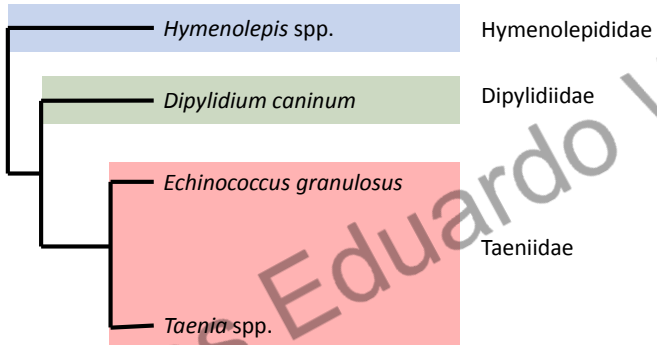 Hymenolepis spp. Hymenolepididae
Dipylidium caninum Dipylidiidae
Echinococcus granulosus
Taeniidae
Taenia spp.
Eduardo